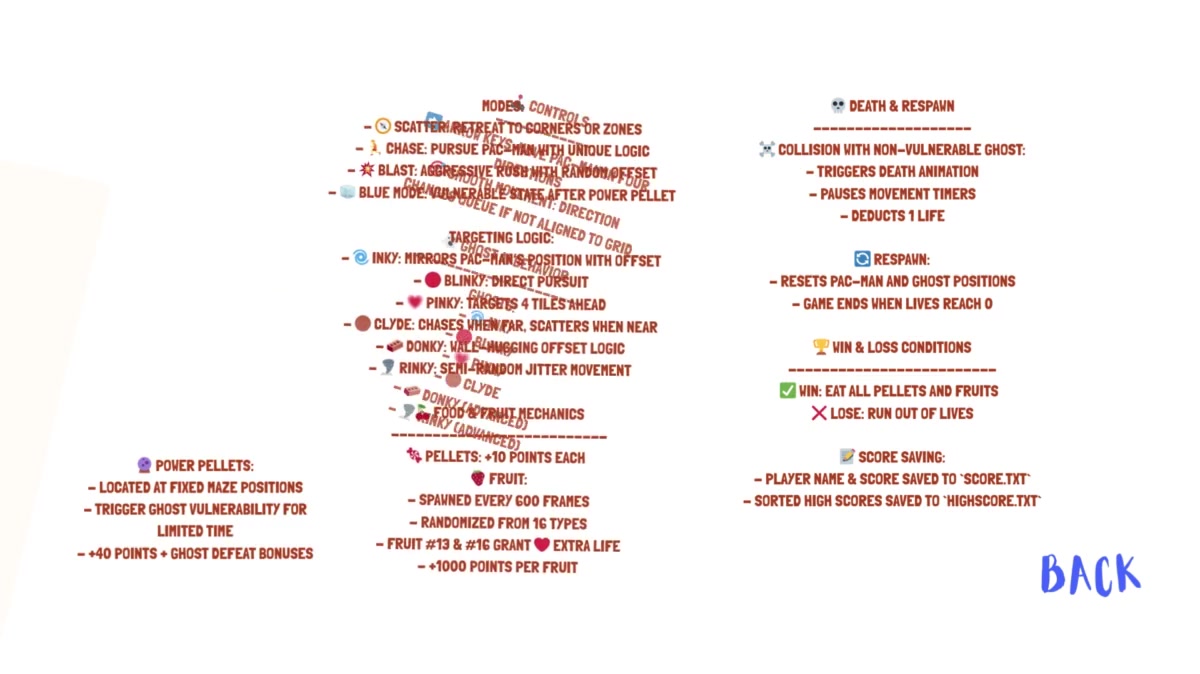 🕹️ CONTROLS
➡️ ARROW KEYS: MOVE PAC-MAN IN FOUR
DIRECTIONS
SMOOTH MOVEMENT: DIRECTION
CHANGES QUEUE IF NOT ALIGNED TO GRID
GHOST BEHAVIOR
GHOSTS:
- 🌀 INKY
- 🔴 BLINKY
- 💗 PINKY
- 🟤 CLYDE
- 🧱 DONKY (ADVANCED)
- 🌪️ RINKY (ADVANCED)
🔮 POWER PELLETS:
- LOCATED AT FIXED MAZE POSITIONS
- TRIGGER GHOST VULNERABILITY FOR
LIMITED TIME
- +40 POINTS + GHOST DEFEAT BONUSES
MODES:
- 🧭 SCATTER: RETREAT TO CORNERS OR ZONES
- 🏃 CHASE: PURSUE PAC-MAN WITH UNIQUE LOGIC
- 💥 BLAST: AGGRESSIVE RUSH WITH RANDOM OFFSET
- 🧊 BLUE MODE: VULNERABLE STATE AFTER POWER PELLET
TARGETING LOGIC:
- 🌀 INKY: MIRRORS PAC-MAN'S POSITION WITH OFFSET
- 🔴 BLINKY: DIRECT PURSUIT
- 💗 PINKY: TARGETS 4 TILES AHEAD
- 🟤 CLYDE: CHASES WHEN FAR, SCATTERS WHEN NEAR
- 🧱 DONKY: WALL-HUGGING OFFSET LOGIC
- 🌪️ RINKY: SEMI-RANDOM JITTER MOVEMENT
🍒 FOOD & FRUIT MECHANICS
------------------------
🍬 PELLETS: +10 POINTS EACH
🍓 FRUIT:
- SPAWNED EVERY 600 FRAMES
- RANDOMIZED FROM 16 TYPES
- FRUIT #13 & #16 GRANT ❤️ EXTRA LIFE
- +1000 POINTS PER FRUIT
💀 DEATH & RESPAWN
------------------
☠️ COLLISION WITH NON-VULNERABLE GHOST:
- TRIGGERS DEATH ANIMATION
- PAUSES MOVEMENT TIMERS
- DEDUCTS 1 LIFE
🔄 RESPAWN:
- RESETS PAC-MAN AND GHOST POSITIONS
- GAME ENDS WHEN LIVES REACH 0
🏆 WIN & LOSS CONDITIONS
------------------------
✅ WIN: EAT ALL PELLETS AND FRUITS
❌ LOSE: RUN OUT OF LIVES
📝 SCORE SAVING:
- PLAYER NAME & SCORE SAVED TO `SCORE.TXT`
- SORTED HIGH SCORES SAVED TO `HIGHSCORE.TXT`
BACK